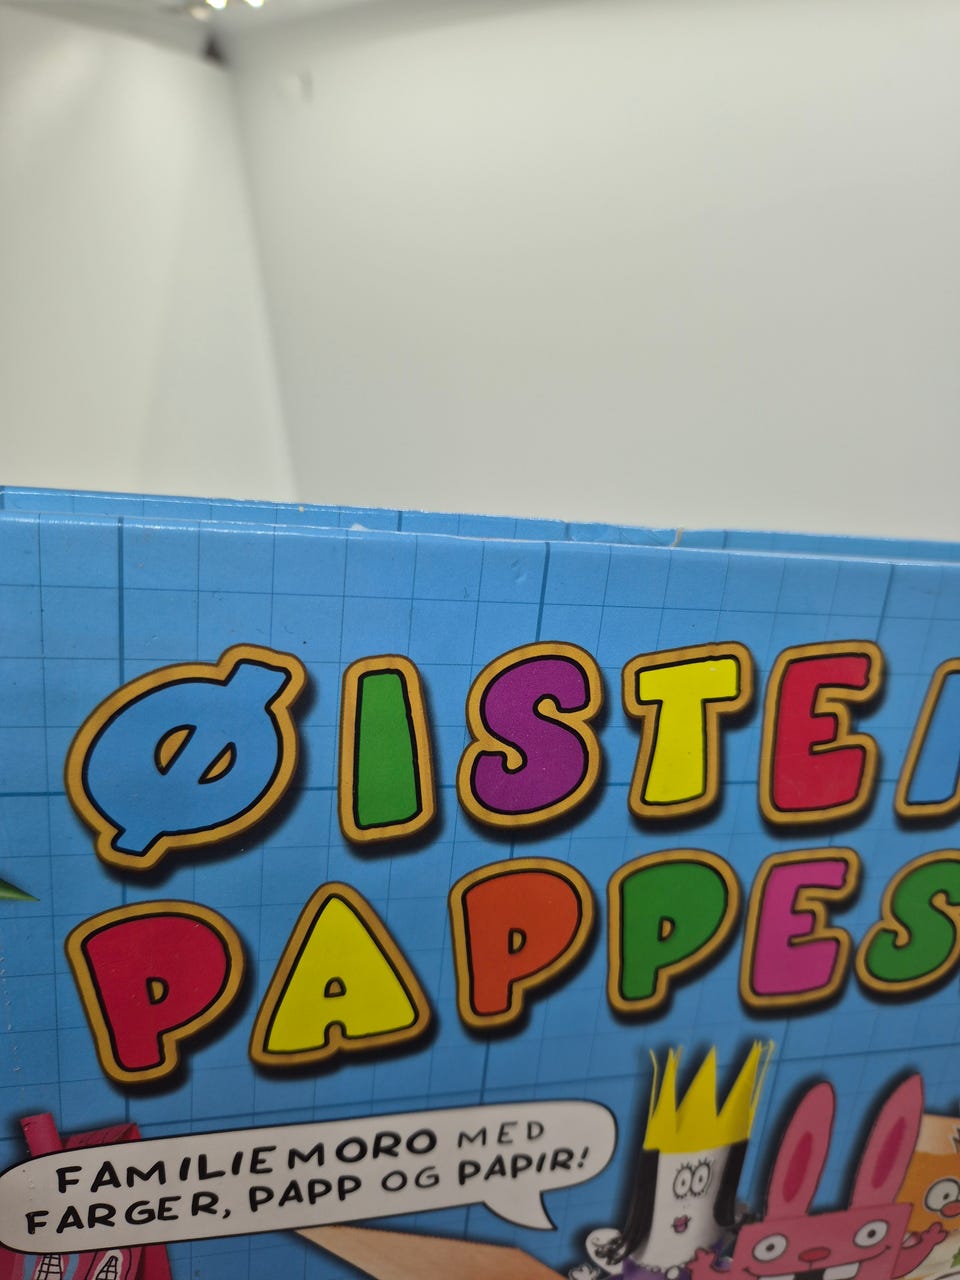 ØISTE
PAPPES
FAMILIEMORO MED
FARGER, PAPP OG PAPIR!